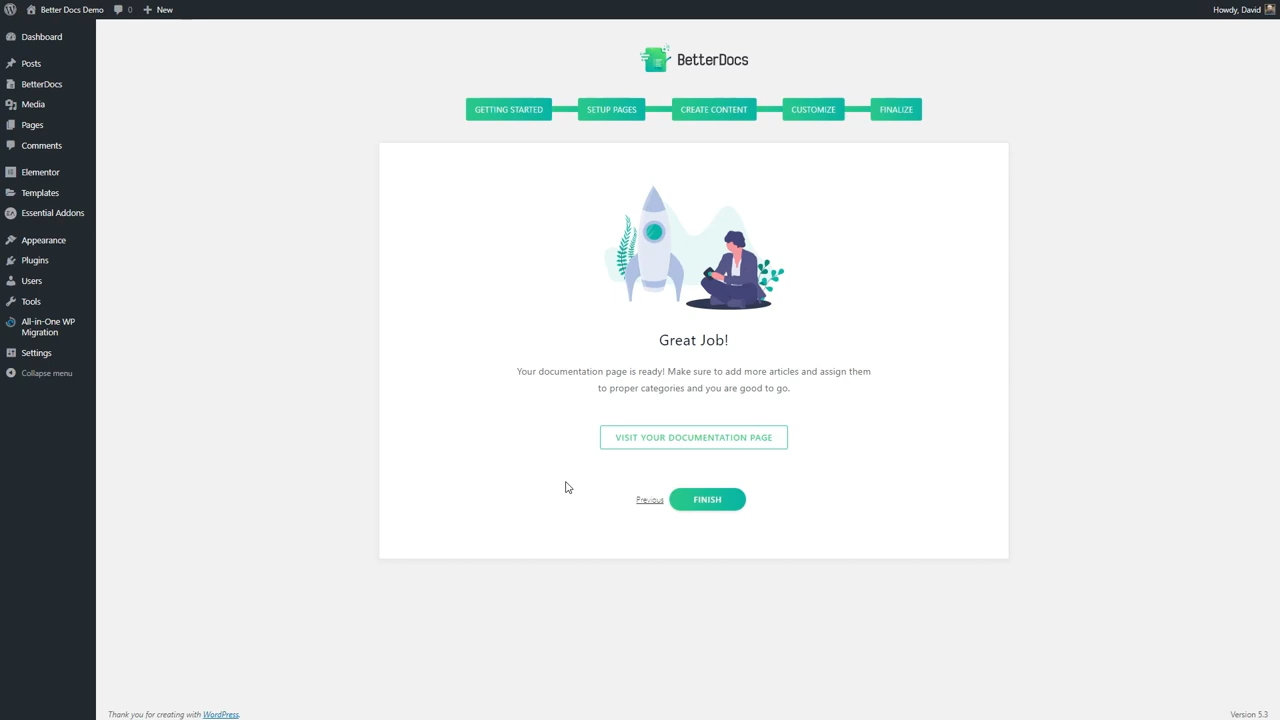 Better Docs Demo 0 New Howdy, David
Dashboard
Posts
BetterDocs
Media
Pages
Comments
Elementor
Templates
Essential Addons
Appearance
Plugins
Users
Tools
All-in-One WP
Migration
Settings
Collapse menu
BetterDocs
GETTING STARTED SETUP PAGES CREATE CONTENT CUSTOMIZE FINALIZE
Great Job!
Your documentation page is ready! Make sure to add more articles and assign them
to proper categories and you are good to go.
VISIT YOUR DOCUMENTATION PAGE
Previous FINISH
Thank you for creating with WordPress. Version 5.3